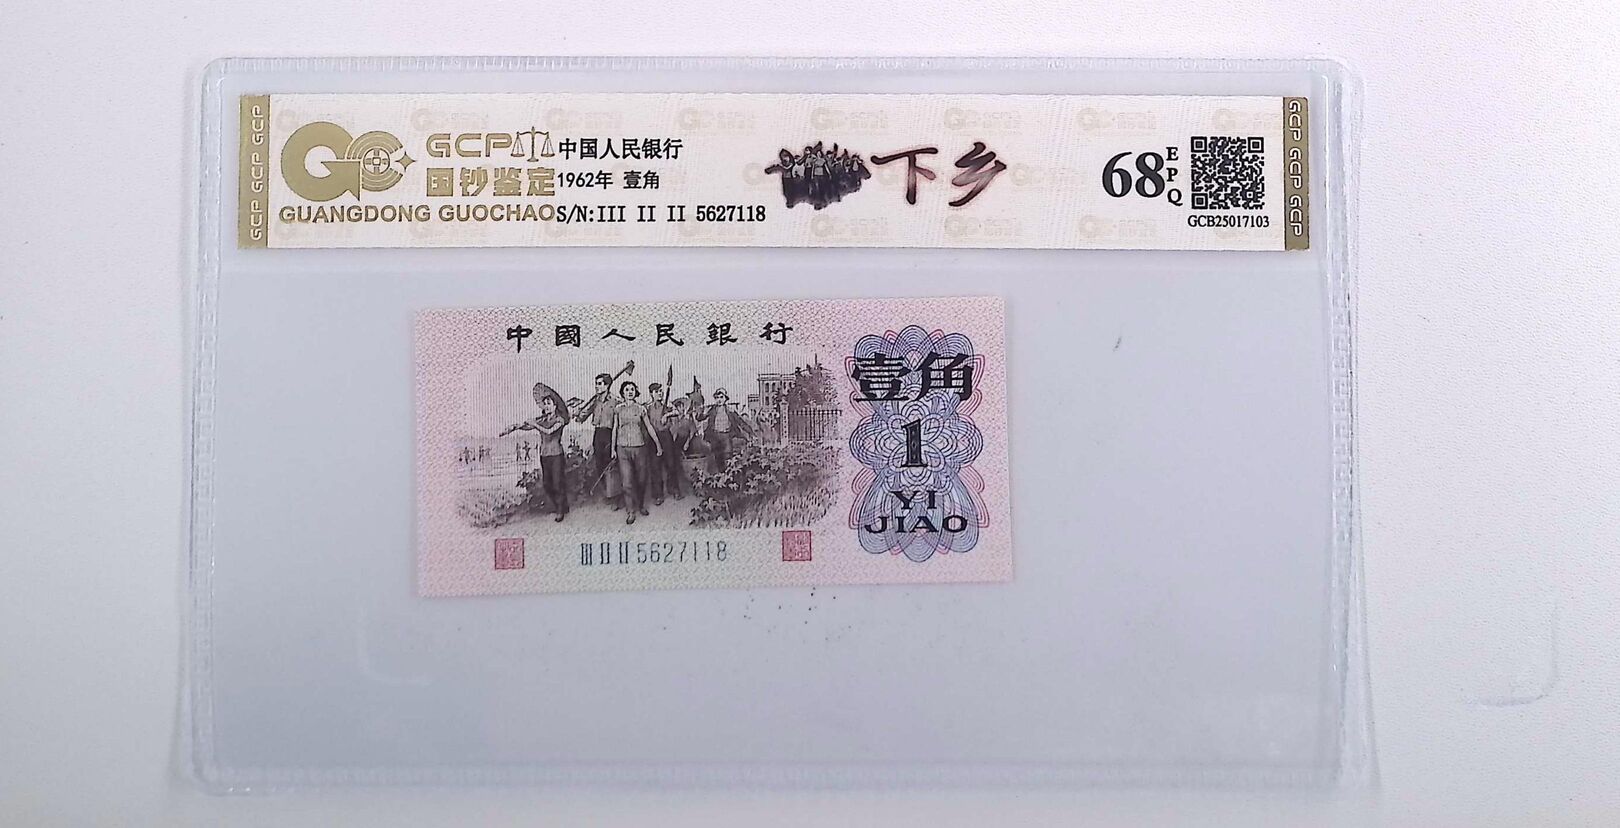 GCP GCP GCP
GCP
国钞鉴定
GUANGDONG GUOCHAO
中国人民银行
1962年 壹角
S/N:III II II 5627118
下乡
68
EPQ
GCB25017103
GCP GCP GCP
中國人民銀行
壹角
1
YI
JIAO
III II II 5627118